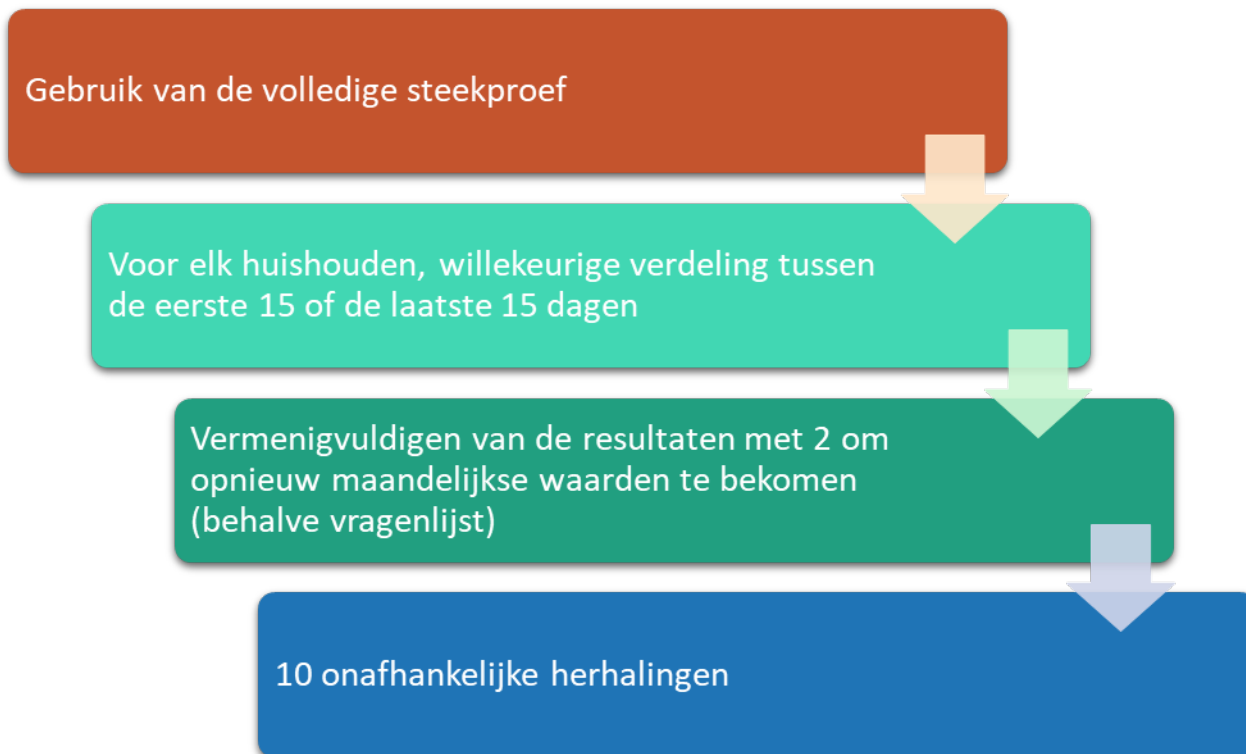 Gebruik van de volledige steekproef
Voor elk huishouden, willekeurige verdeling tussen
de eerste 15 of de laatste 15 dagen
Vermenigvuldigen van de resultaten met 2 om
opnieuw maandelijkse waarden te bekomen
(behalve vragenlijst)
10 onafhankelijke herhalingen